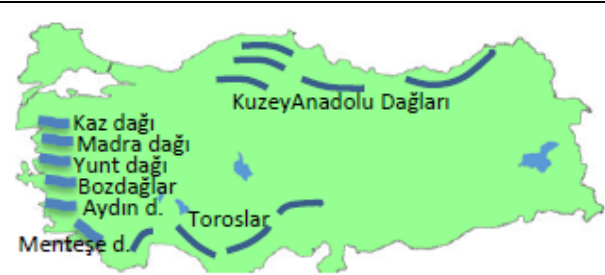 KuzeyAnadolu Dağları
Kaz dağı
Madra dağı
Yunt dağı
Bozdağlar
Aydın d.
Toroslar
Menteşe d.